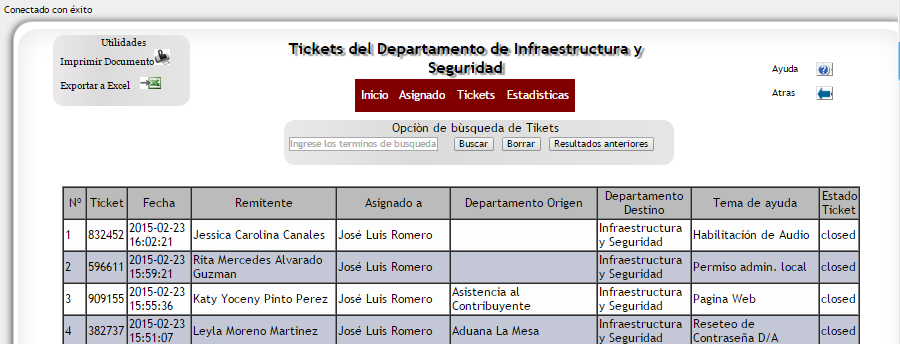 Conectado con éxito
Utilidades
Imprimir Documento
Exportar a Excel
Tickets del Departamento de Infraestructura y
Seguridad
Inicio Asignado Tickets Estadìsticas
Ayuda
Atras
Opciòn de bùsqueda de Tikets
Ingrese los terminos de busqueda Buscar Borrar Resultados anteriores
Nº Ticket Fecha Remitente Asignado a Departamento Origen Departamento Destino Tema de ayuda Estado Ticket
1 832452 2015-02-23 16:02:21 Jessica Carolina Canales José Luis Romero Infraestructura y Seguridad Habilitación de Audio closed
2 596611 2015-02-23 15:59:21 Rita Mercedes Alvarado Guzman José Luis Romero Infraestructura y Seguridad Permiso admin. local closed
3 909155 2015-02-23 15:55:36 Katy Yoceny Pinto Perez José Luis Romero Asistencia al Contribuyente Infraestructura y Seguridad Pagina Web closed
4 382737 2015-02-23 15:51:07 Leyla Moreno Martinez José Luis Romero Aduana La Mesa Infraestructura y Seguridad Reseteo de Contraseña D/A closed